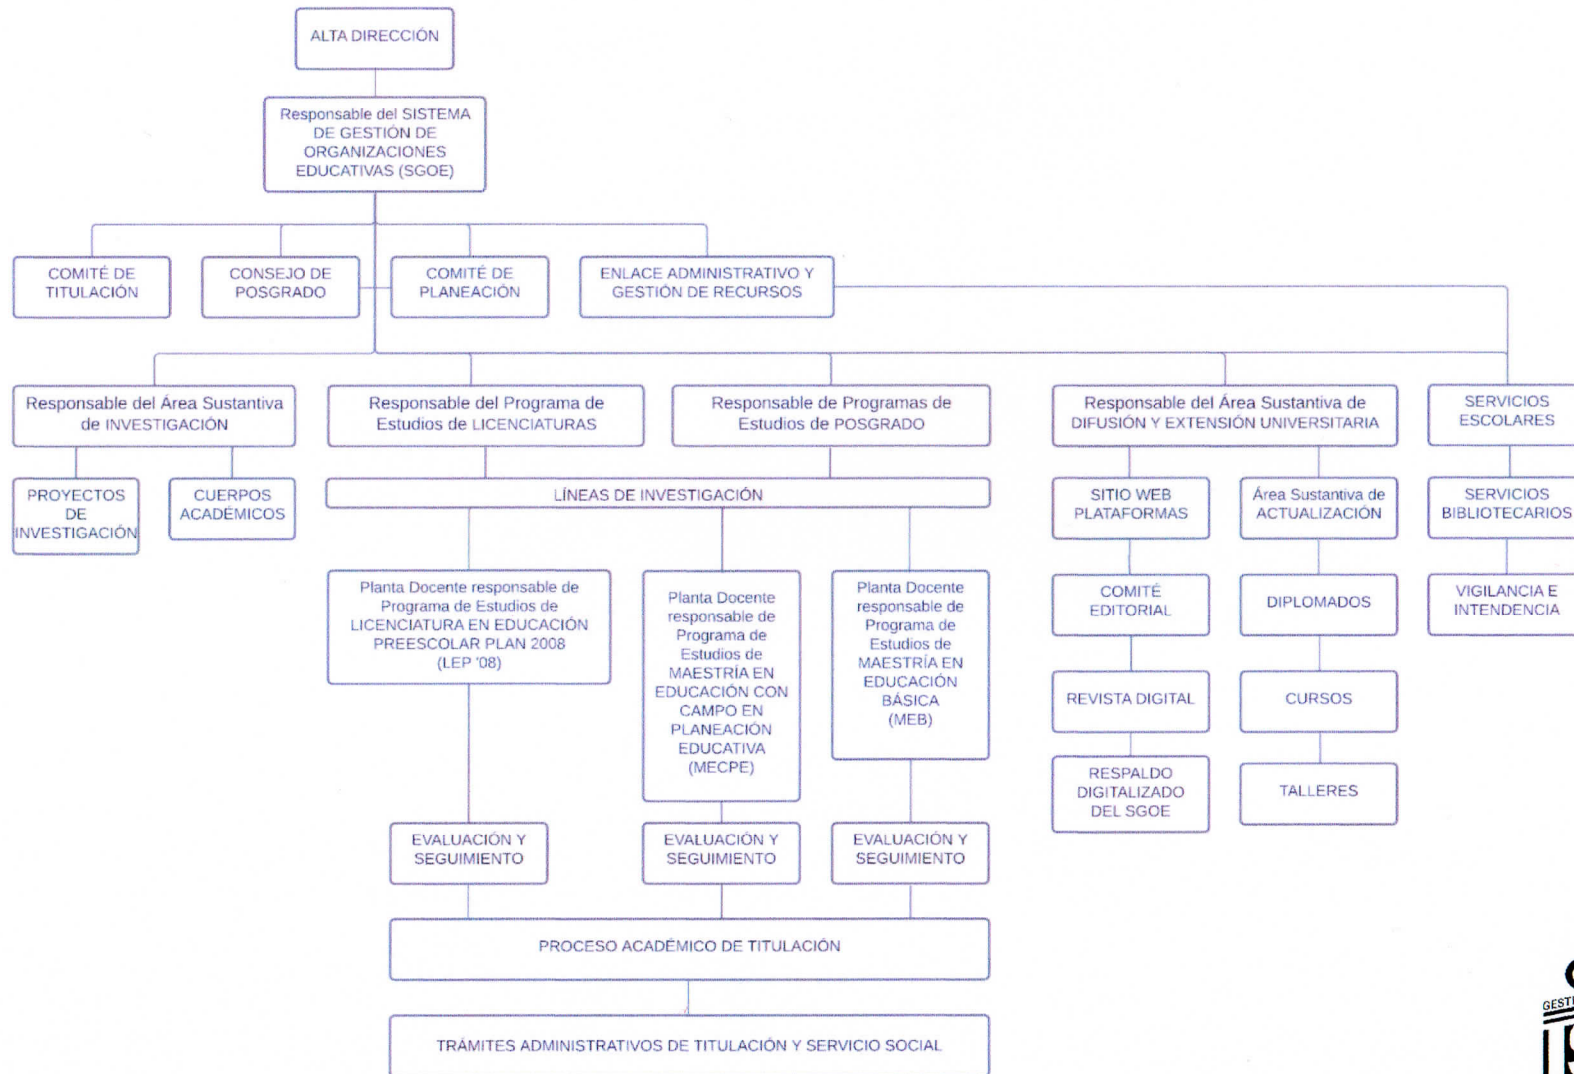 ALTA DIRECCIÓN
Responsable del SISTEMA
DE GESTIÓN DE
ORGANIZACIONES
EDUCATIVAS (SGOE)
COMITÉ DE
TITULACIÓN
CONSEJO DE
POSGRADO
COMITÉ DE
PLANEACIÓN
ENLACE ADMINISTRATIVO Y
GESTIÓN DE RECURSOS
Responsable del Área Sustantiva
de INVESTIGACIÓN
Responsable del Programa de
Estudios de LICENCIATURAS
Responsable de Programas de
Estudios de POSGRADO
Responsable del Área Sustantiva de
DIFUSIÓN Y EXTENSIÓN UNIVERSITARIA
SERVICIOS
ESCOLARES
PROYECTOS
DE
INVESTIGACIÓN
CUERPOS
ACADÉMICOS
LÍNEAS DE INVESTIGACIÓN
SITIO WEB
PLATAFORMAS
Área Sustantiva de
ACTUALIZACIÓN
SERVICIOS
BIBLIOTECARIOS
Planta Docente responsable de
Programa de Estudios de
LICENCIATURA EN EDUCACIÓN
PREESCOLAR PLAN 2008
(LEP '08)
Planta Docente
responsable de
Programa de
Estudios de
MAESTRÍA EN
EDUCACIÓN CON
CAMPO EN
PLANEACIÓN
EDUCATIVA
(MECPE)
Planta Docente
responsable de
Programa de
Estudios de
MAESTRÍA EN
EDUCACIÓN
BÁSICA
(MEB)
COMITÉ
EDITORIAL
DIPLOMADOS
VIGILANCIA E
INTENDENCIA
REVISTA DIGITAL
CURSOS
RESPALDO
DIGITALIZADO
DEL SGOE
TALLERES
EVALUACIÓN Y
SEGUIMIENTO
EVALUACIÓN Y
SEGUIMIENTO
EVALUACIÓN Y
SEGUIMIENTO
PROCESO ACADÉMICO DE TITULACIÓN
TRÁMITES ADMINISTRATIVOS DE TITULACIÓN Y SERVICIO SOCIAL